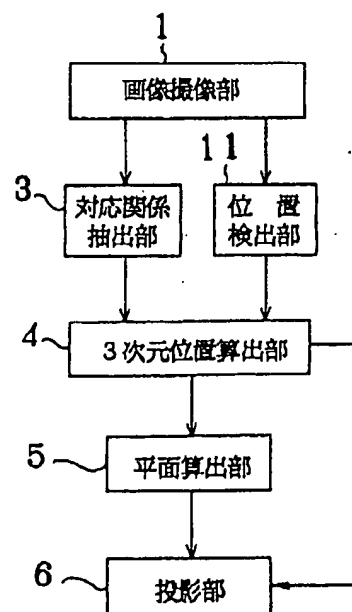 1
画像撮像部
11
3
対応関係
抽出部
位 置
検出部
4
3次元位置算出部
5
平面算出部
6
投影部